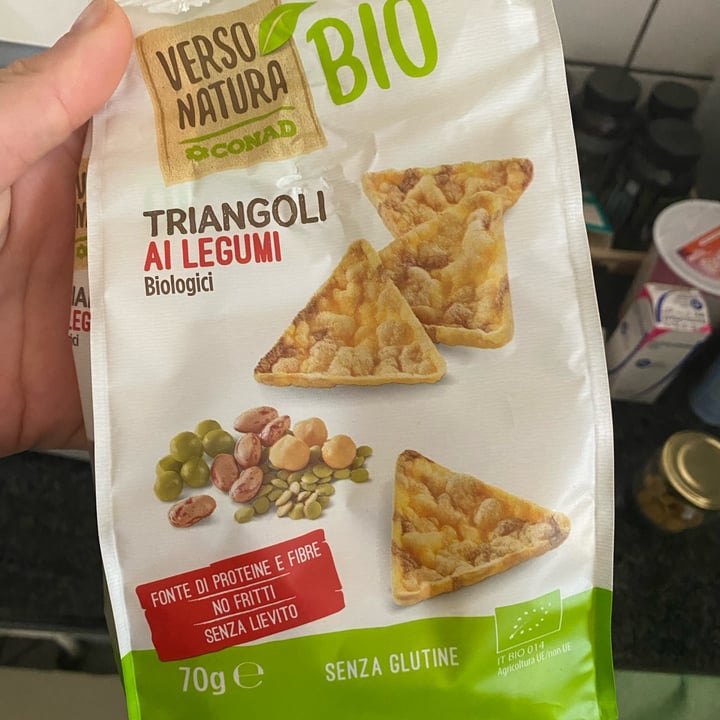 VERSO
NATURA
CONAD
BIO
TRIANGOLI
AI LEGUMI
Biologici
FONTE DI PROTEINE E FIBRE
NO FRITTI
SENZA LIEVITO
70g e
SENZA GLUTINE
IT BIO 014
Agricoltura UE/non UE